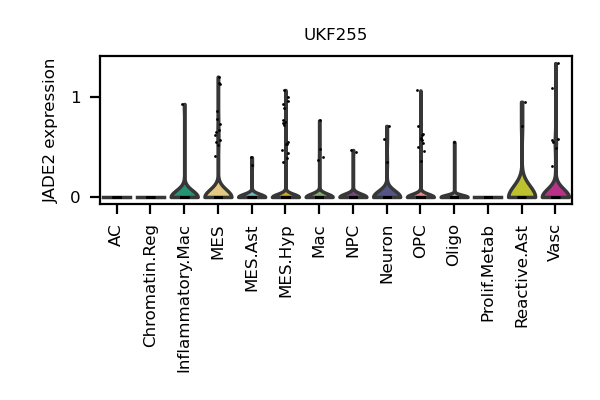 UKF255
JADE2 expression
1
0
AC
Chromatin.Reg
Inflammatory.Mac
MES
MES.Ast
MES.Hyp
Mac
NPC
Neuron
OPC
Oligo
Prolif.Metab
Reactive.Ast
Vasc